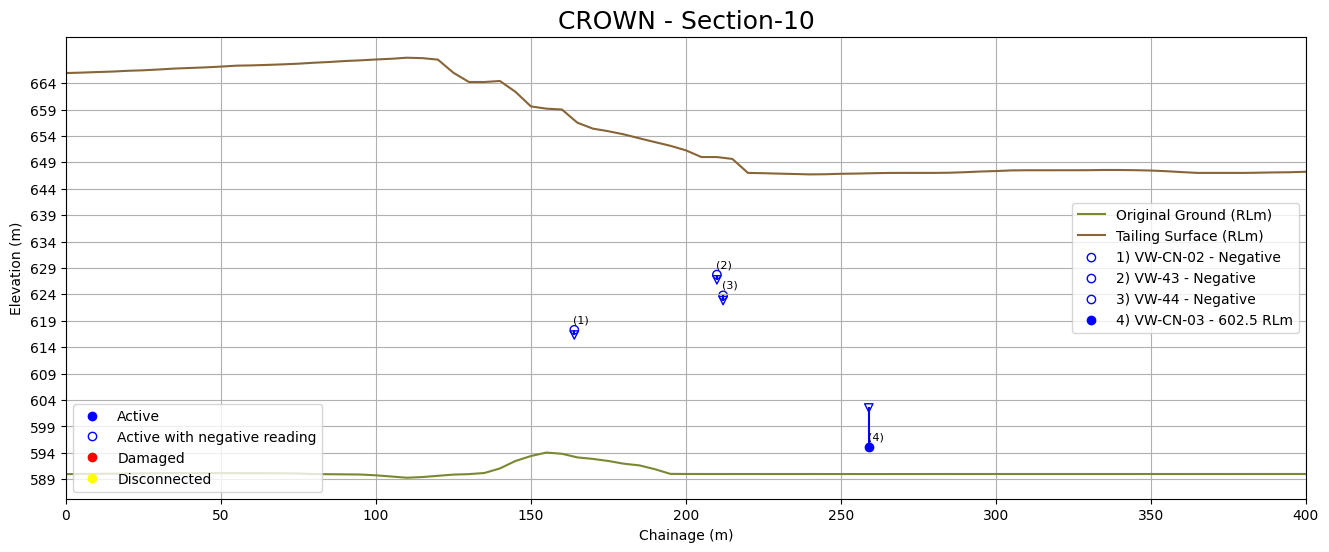 CROWN - Section-10
Elevation (m)
664
659
654
649
644
639
634
629
624
619
614
609
604
599
594
589
(2)
(3)
(1)
(4)
Original Ground (RLm)
Tailing Surface (RLm)
1) VW-CN-02 - Negative
2) VW-43 - Negative
3) VW-44 - Negative
4) VW-CN-03 - 602.5 RLm
Active
Active with negative reading
Damaged
Disconnected
0 50 100 150 200 250 300 350 400
Chainage (m)